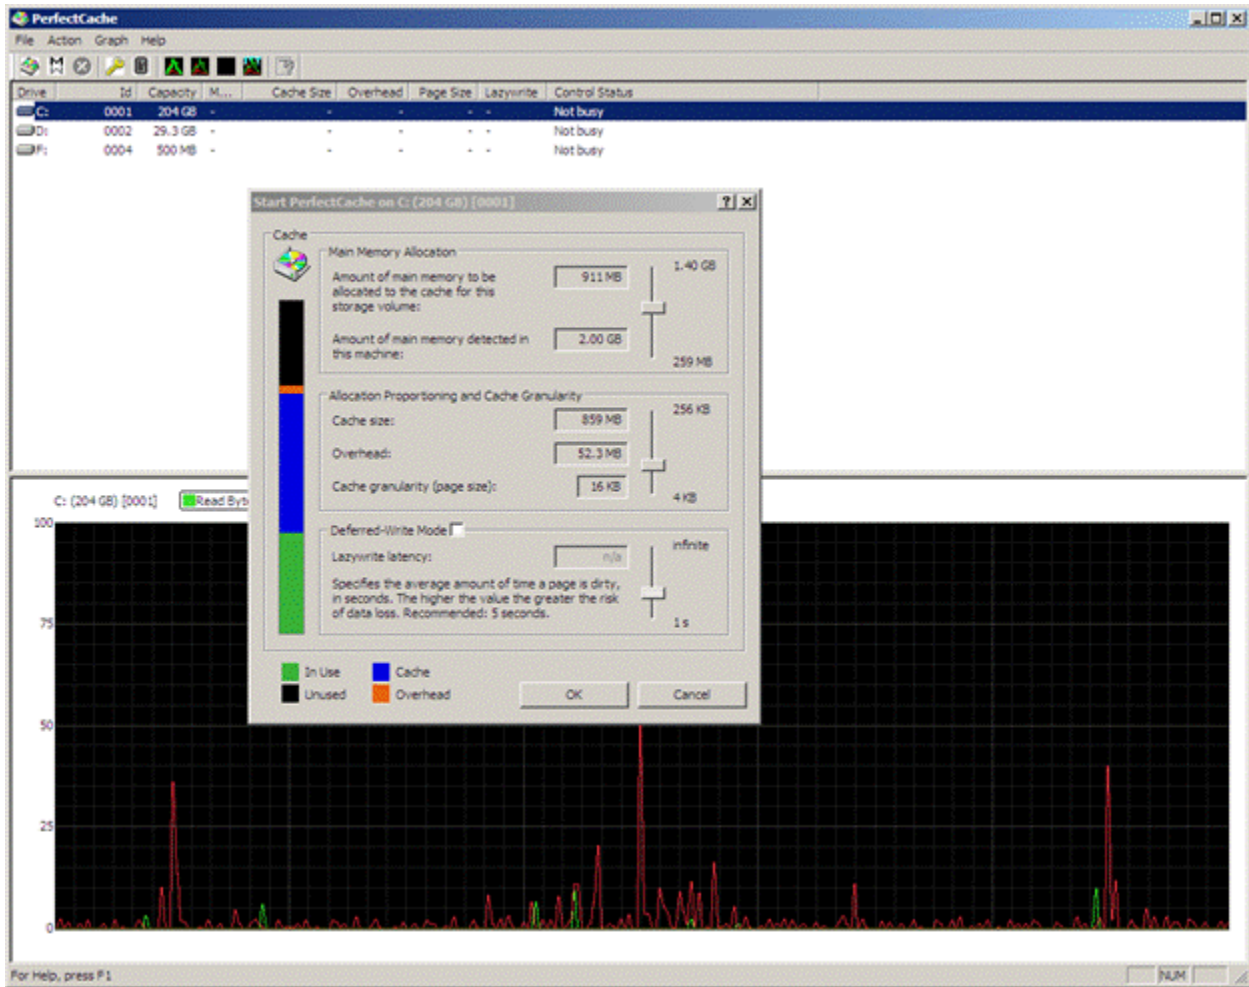 PerfectCache
File Action Graph Help
Drive Id Capacity M... Cache Size Overhead Page Size Lazywrite Control Status
C: 0001 204 GB - - - - - Not busy
D: 0002 29.3 GB - - - - - Not busy
F: 0004 500 MB - - - - - Not busy
Start PerfectCache on C: (204 GB) [0001]
Cache
Main Memory Allocation
Amount of main memory to be
allocated to the cache for this
storage volume:
911 MB
1.40 GB
Amount of main memory detected in
this machine:
2.00 GB
259 MB
Allocation Proportioning and Cache Granularity
Cache size:
859 MB
256 KB
Overhead:
52.3 MB
Cache granularity (page size):
16 KB
4 KB
Deferred-Write Mode
Lazywrite latency:
n/a
infinite
Specifies the average amount of time a page is dirty,
in seconds. The higher the value the greater the risk
of data loss. Recommended: 5 seconds.
1 s
In Use Cache
Unused Overhead
OK Cancel
C: (204 GB) [0001] Read Byt
100
75
50
25
0
For Help, press F1
NUM